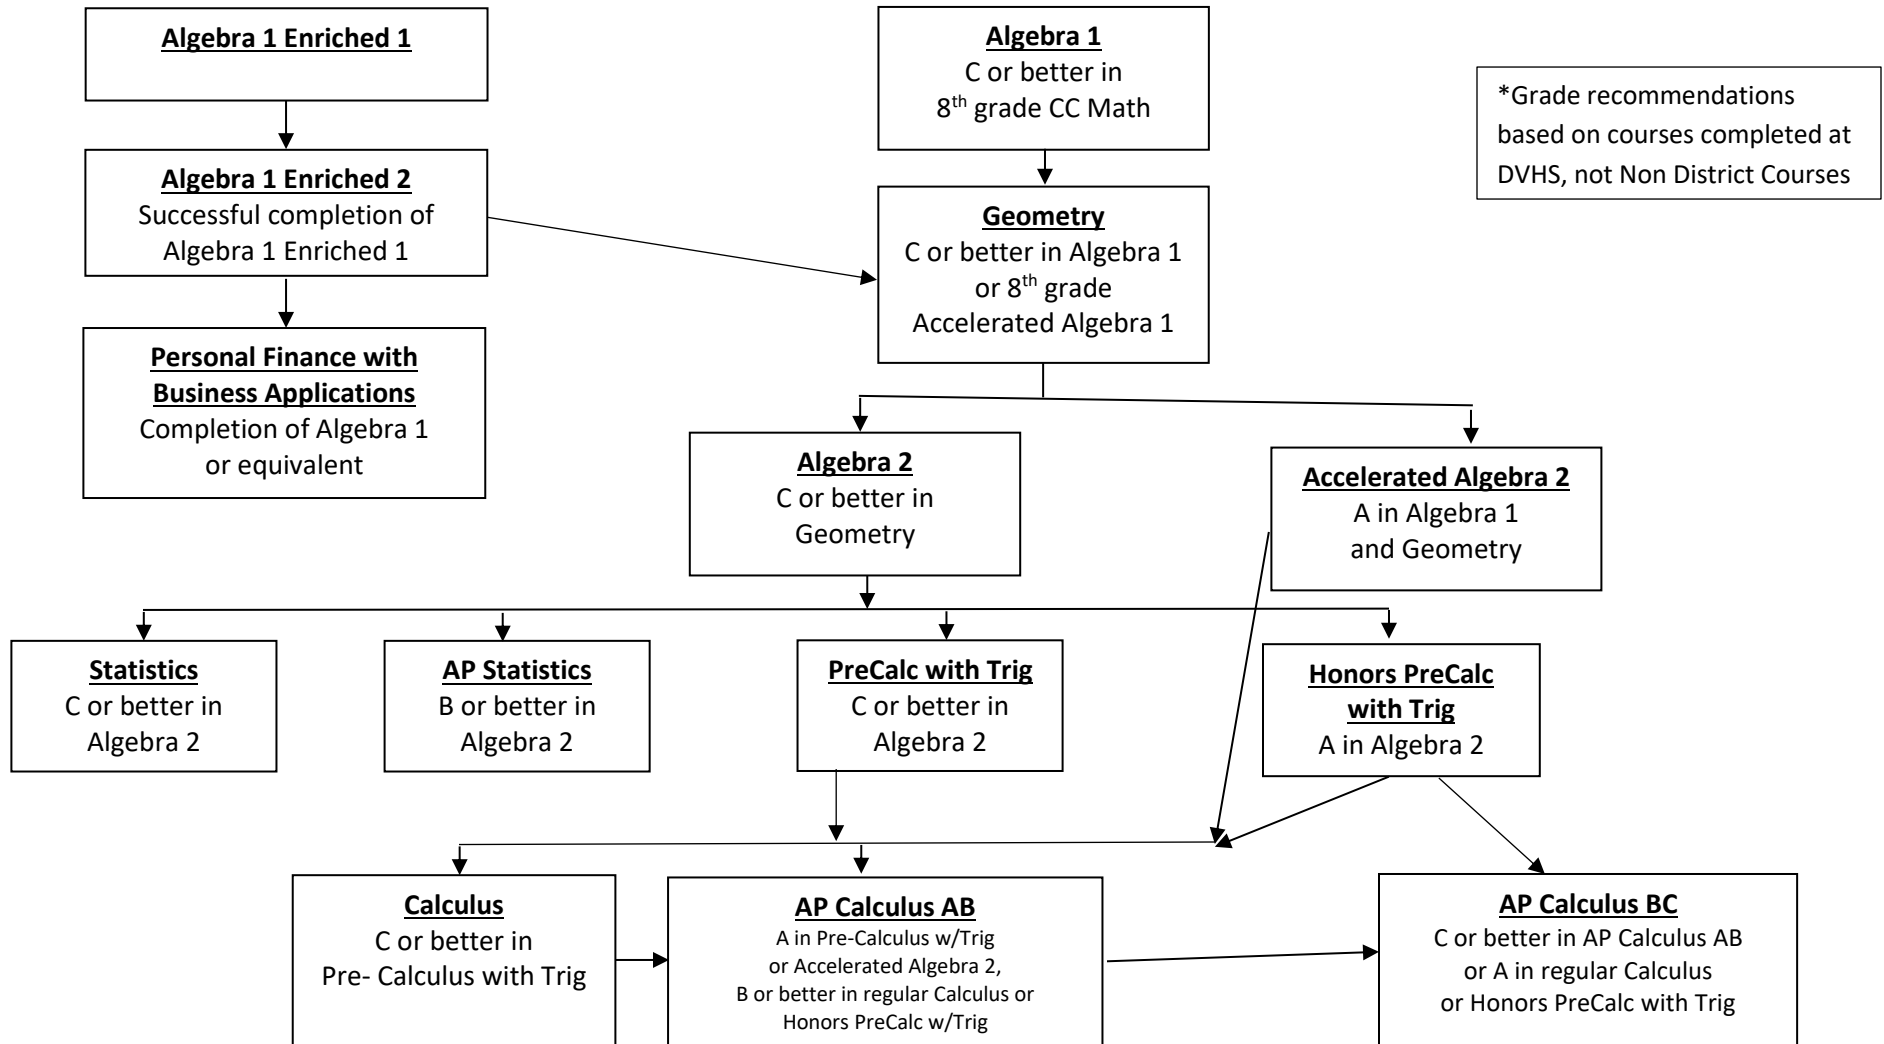 Algebra 1 Enriched 1
Algebra 1
C or better in
8th grade CC Math
*Grade recommendations
based on courses completed at
DVHS, not Non District Courses
Algebra 1 Enriched 2
Successful completion of
Algebra 1 Enriched 1
Geometry
C or better in Algebra 1
or 8th grade
Accelerated Algebra 1
Personal Finance with
Business Applications
Completion of Algebra 1
or equivalent
Algebra 2
C or better in
Geometry
Accelerated Algebra 2
A in Algebra 1
and Geometry
Statistics
C or better in
Algebra 2
AP Statistics
B or better in
Algebra 2
PreCalc with Trig
C or better in
Algebra 2
Honors PreCalc
with Trig
A in Algebra 2
Calculus
C or better in
Pre- Calculus with Trig
AP Calculus AB
A in Pre-Calculus w/Trig
or Accelerated Algebra 2,
B or better in regular Calculus or
Honors PreCalc w/Trig
AP Calculus BC
C or better in AP Calculus AB
or A in regular Calculus
or Honors PreCalc with Trig